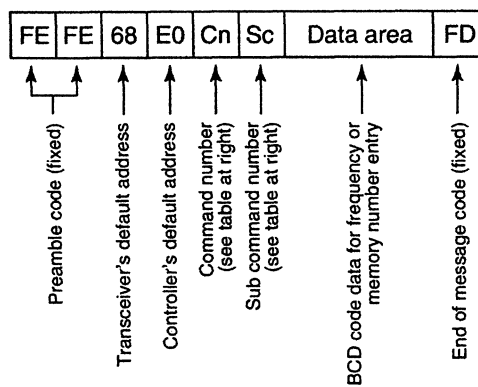 FE FE 68 E0 Cn Sc Data area FD
Preamble code (fixed)
Transceiver's default address
Controller's default address
Command number
(see table at right)
Sub command number
(see table at right)
BCD code data for frequency or
memory number entry
End of message code (fixed)